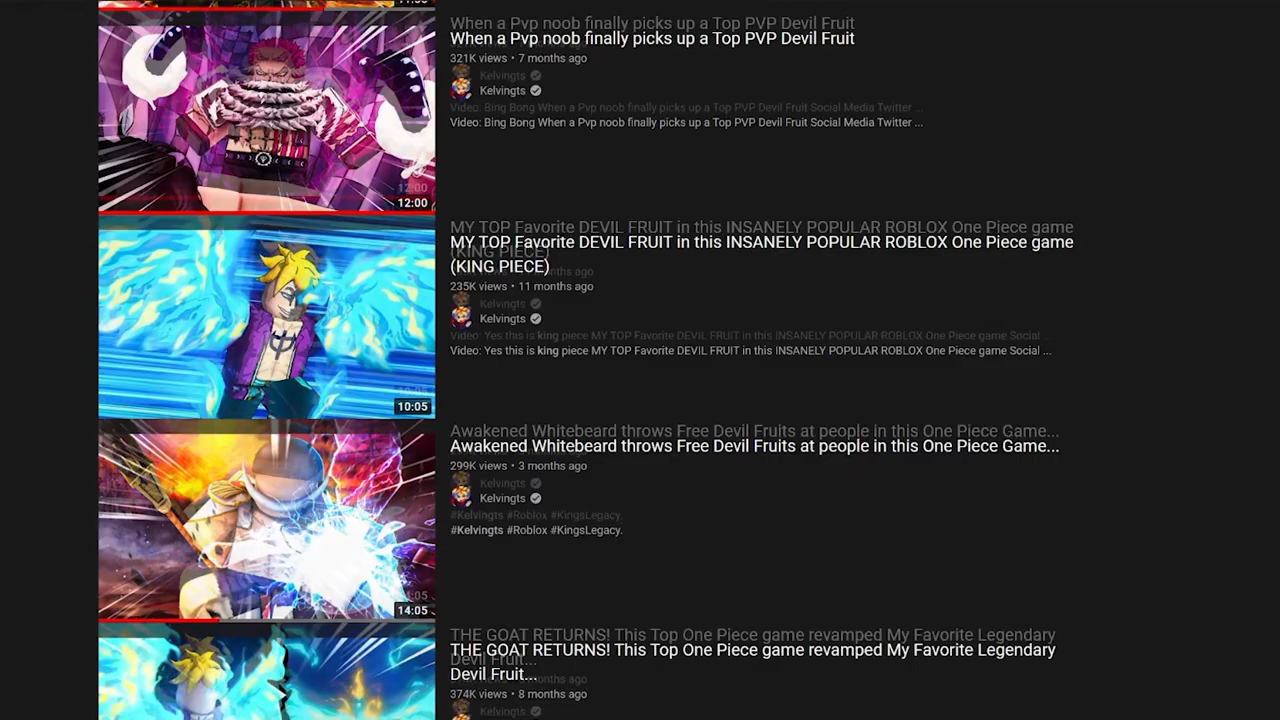 When a Pvp noob finally picks up a Top PVP Devil Fruit
321K views • 7 months ago
Kelvingts
Video: Bing Bong When a Pvp noob finally picks up a Top PVP Devil Fruit Social Media Twitter ...
12:00
MY TOP Favorite DEVIL FRUIT in this INSANELY POPULAR ROBLOX One Piece game
(KING PIECE)
235K views • 11 months ago
Kelvingts
Video: Yes this is king piece MY TOP Favorite DEVIL FRUIT in this INSANELY POPULAR ROBLOX One Piece game Social ...
10:05
Awakened Whitebeard throws Free Devil Fruits at people in this One Piece Game...
299K views • 3 months ago
Kelvingts
#Kelvingts #Roblox #KingsLegacy.
14:05
THE GOAT RETURNS! This Top One Piece game revamped My Favorite Legendary
Devil Fruit...
374K views • 8 months ago
Kelvingts